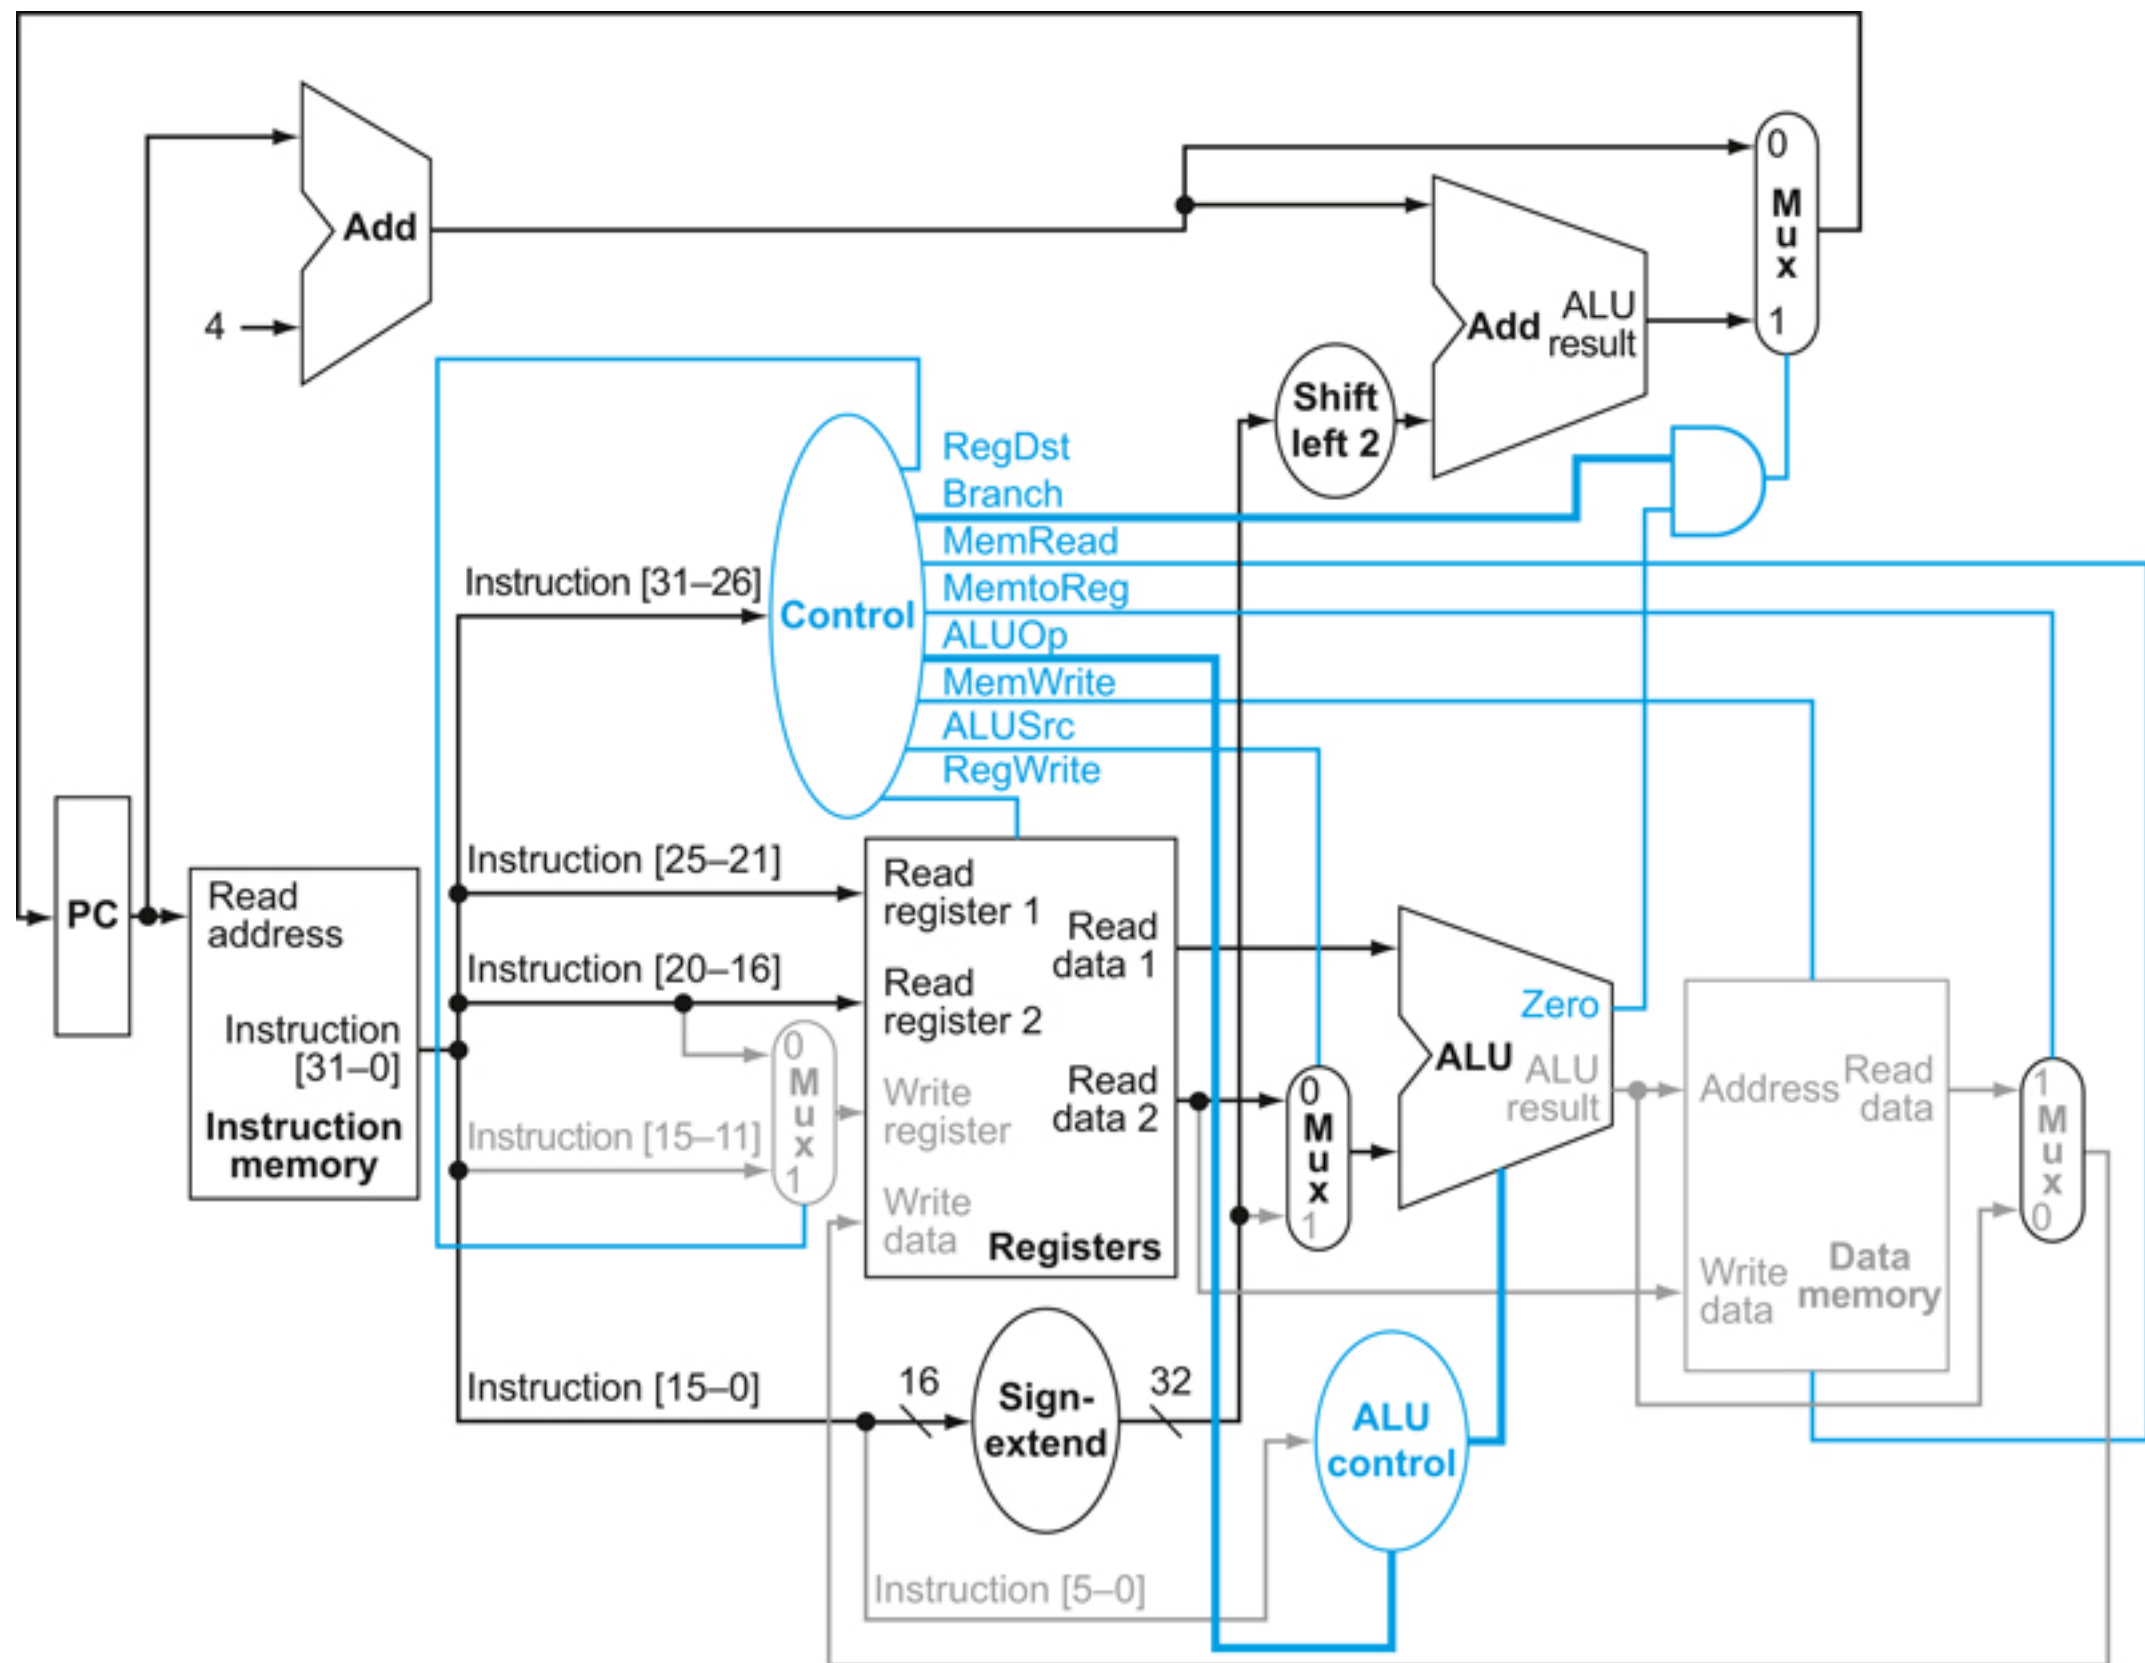 Add
4
0
M
u
x
1
Add
ALU
result
Shift
left 2
RegDst
Branch
MemRead
MemtoReg
ALUOp
MemWrite
ALUSrc
RegWrite
Control
Instruction [31–26]
Instruction [25–21]
Instruction [20–16]
Instruction [15–11]
Instruction [15–0]
Instruction [5–0]
PC
Read
address
Instruction
[31–0]
Instruction
memory
0
M
u
x
1
Read
register 1
Read
register 2
Write
register
Write
data
Read
data 1
Read
data 2
Registers
0
M
u
x
1
Zero
ALU
ALU
result
Address
Read
data
Write
data
Data
memory
1
M
u
x
0
16
Sign-
extend
32
ALU
control